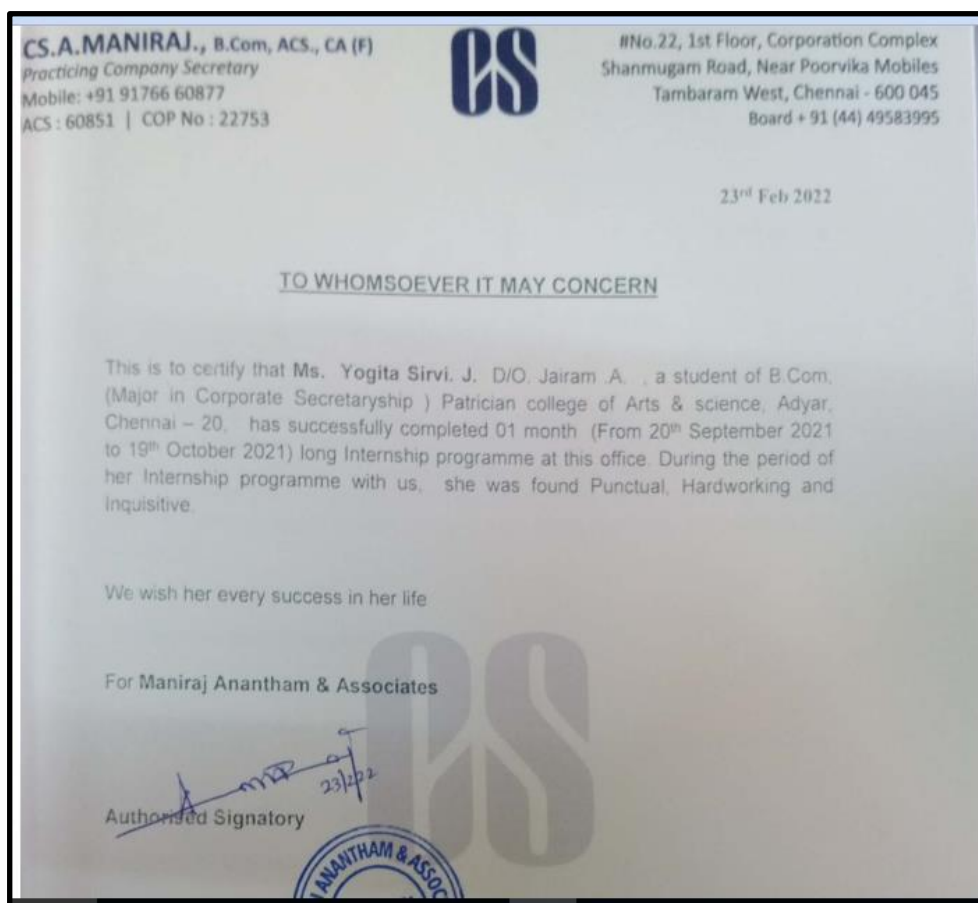 CS.A.MANIRAJ., B.Com, ACS., CA (F)
Practicing Company Secretary
Mobile: +91 91766 60877
ACS : 60851 | COP No : 22753
CS
#No.22, 1st Floor, Corporation Complex
Shanmugam Road, Near Poorvika Mobiles
Tambaram West, Chennai - 600 045
Board + 91 (44) 49583995
23rd Feb 2022
TO WHOMSOEVER IT MAY CONCERN
This is to certify that Ms. Yogita Sirvi. J. D/O. Jairam .A. , a student of B.Com,
(Major in Corporate Secretaryship ) Patrician college of Arts & science, Adyar,
Chennai – 20, has successfully completed 01 month (From 20th September 2021
to 19th October 2021) long Internship programme at this office. During the period of
her Internship programme with us, she was found Punctual, Hardworking and
Inquisitive.
We wish her every success in her life
For Maniraj Anantham & Associates
CS
23/2/22
Authorised Signatory
ANANTHAM & ASSOC